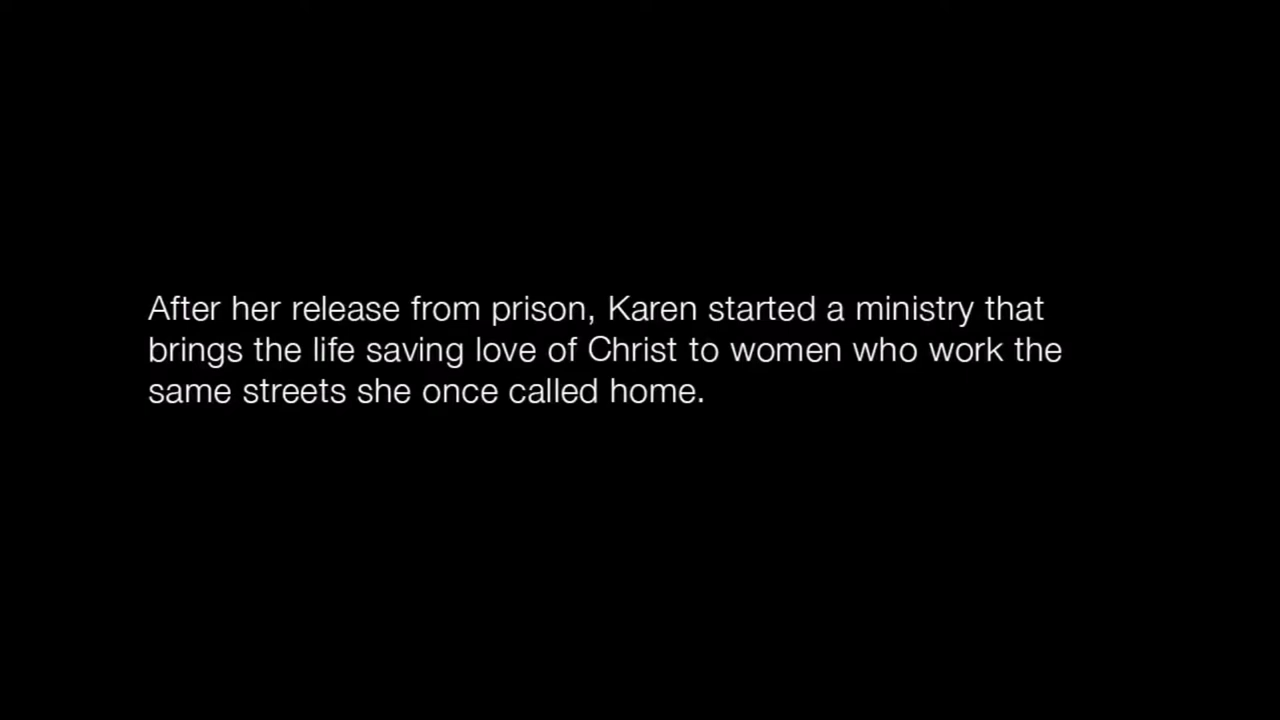 After her release from prison, Karen started a ministry that
brings the life saving love of Christ to women who work the
same streets she once called home.